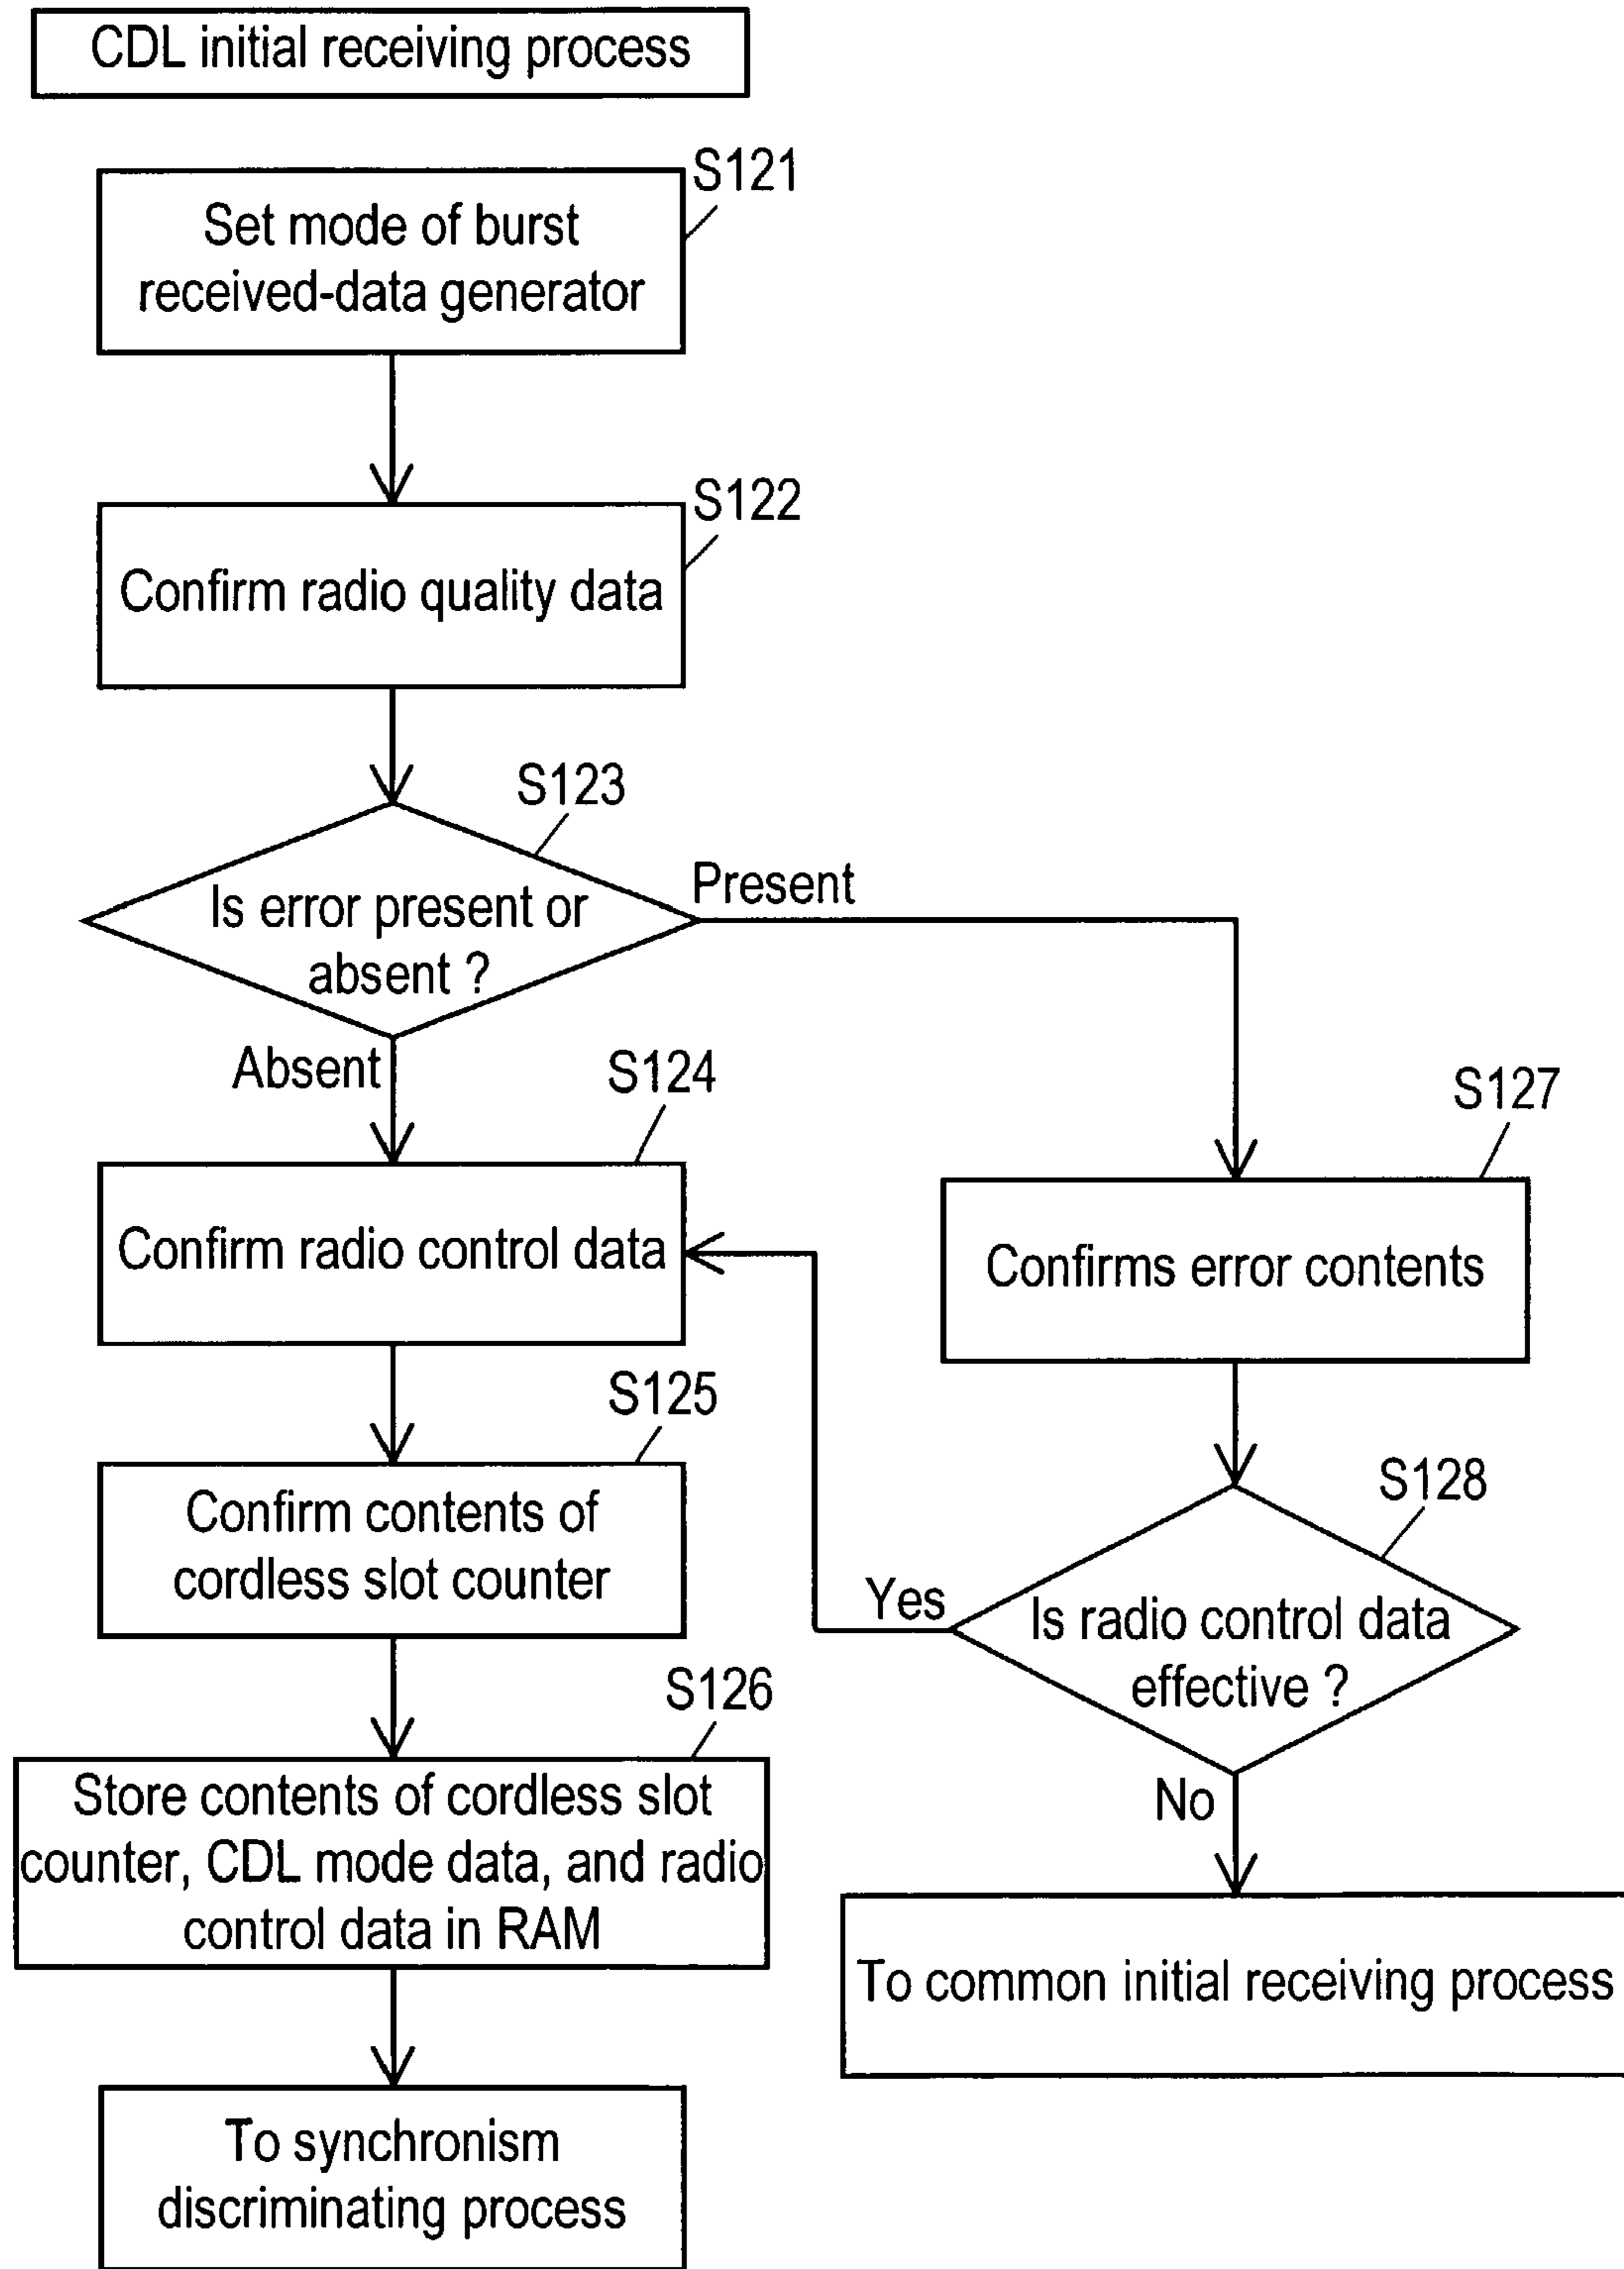 CDL initial receiving process
S121
Set mode of burst
received-data generator
S122
Confirm radio quality data
S123
Is error present or
absent ?
Present
Absent
S124
Confirm radio control data
S127
Confirms error contents
S125
Confirm contents of
cordless slot counter
S128
Is radio control data
effective ?
Yes
No
S126
Store contents of cordless slot
counter, CDL mode data, and radio
control data in RAM
To common initial receiving process
To synchronism
discriminating process